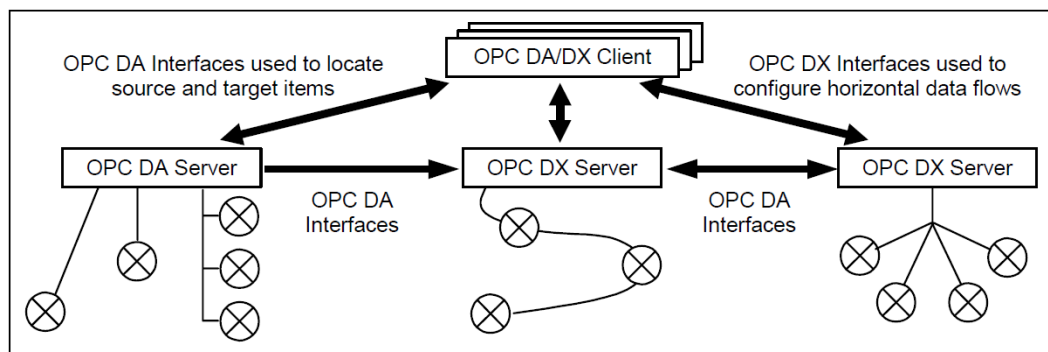 OPC DA/DX Client
OPC DA Interfaces used to locate
source and target items
OPC DX Interfaces used to
configure horizontal data flows
OPC DA Server
OPC DX Server
OPC DX Server
OPC DA
Interfaces
OPC DA
Interfaces